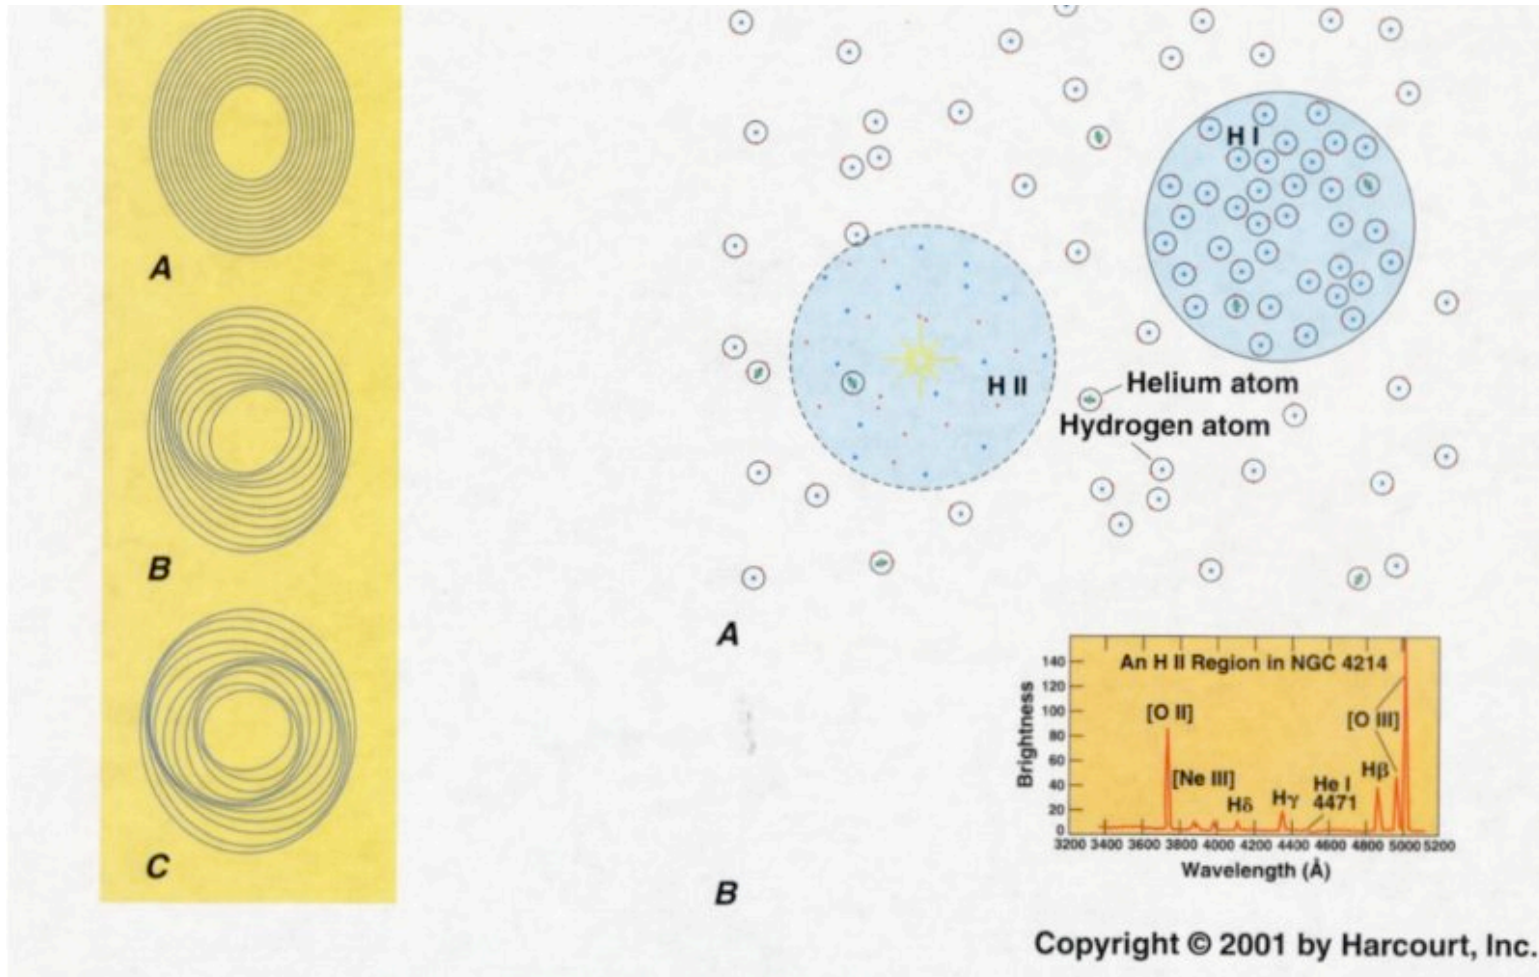 A
B
C
H I
H II
Helium atom
Hydrogen atom
A
An H II Region in NGC 4214
140
120
100
80
60
40
20
0
Brightness
[O II]
[Ne III]
Hδ
Hγ
He I
4471
Hβ
[O III]
3200 3400 3600 3800 4000 4200 4400 4600 4800 5000 5200
Wavelength (Å)
B
Copyright © 2001 by Harcourt, Inc.